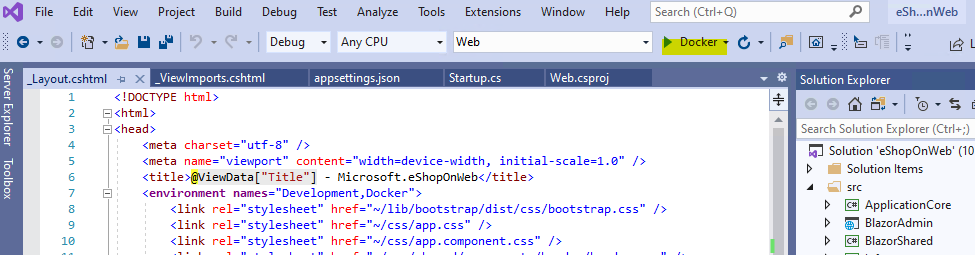 Project Build Debug Test Analyze Tools Extensions Window Help Search (Ctrl+Q) eSh...nWeb
Debug Any CPU Web Docker
_Layout.cshtml _ViewImports.cshtml appsettings.json Startup.cs Web.csproj Solution Explorer
Server Explorer
Toolbox
1 <!DOCTYPE html>
2 <html>
3 <head>
4 <meta charset="utf-8" />
5 <meta name="viewport" content="width=device-width, initial-scale=1.0" />
6 <title>@ViewData["Title"] - Microsoft.eShopOnWeb</title>
7 <environment names="Development,Docker">
8 <link rel="stylesheet" href="~/lib/bootstrap/dist/css/bootstrap.css" />
9 <link rel="stylesheet" href="~/css/app.css" />
10 <link rel="stylesheet" href="~/css/app.component.css" />
Search Solution Explorer (Ctrl+;)
Solution 'eShopOnWeb' (10
Solution Items
src
C# ApplicationCore
BlazorAdmin
C# BlazorShared